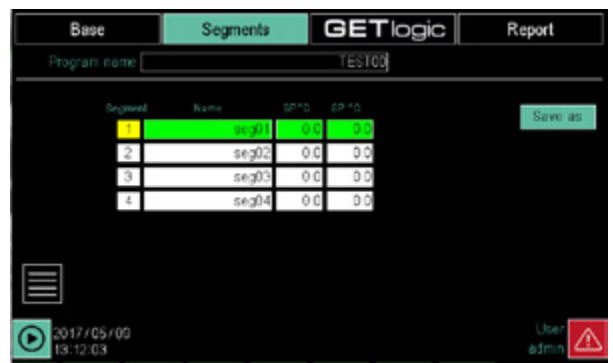 Base Segments GETlogic Report
Program name TEST00
Segment Name SP°C SP°C
Save as
1 seg01 0.0 0.0
2 seg02 0.0 0.0
3 seg03 0.0 0.0
4 seg04 0.0 0.0
2017/05/09 User
13:12:03 admin